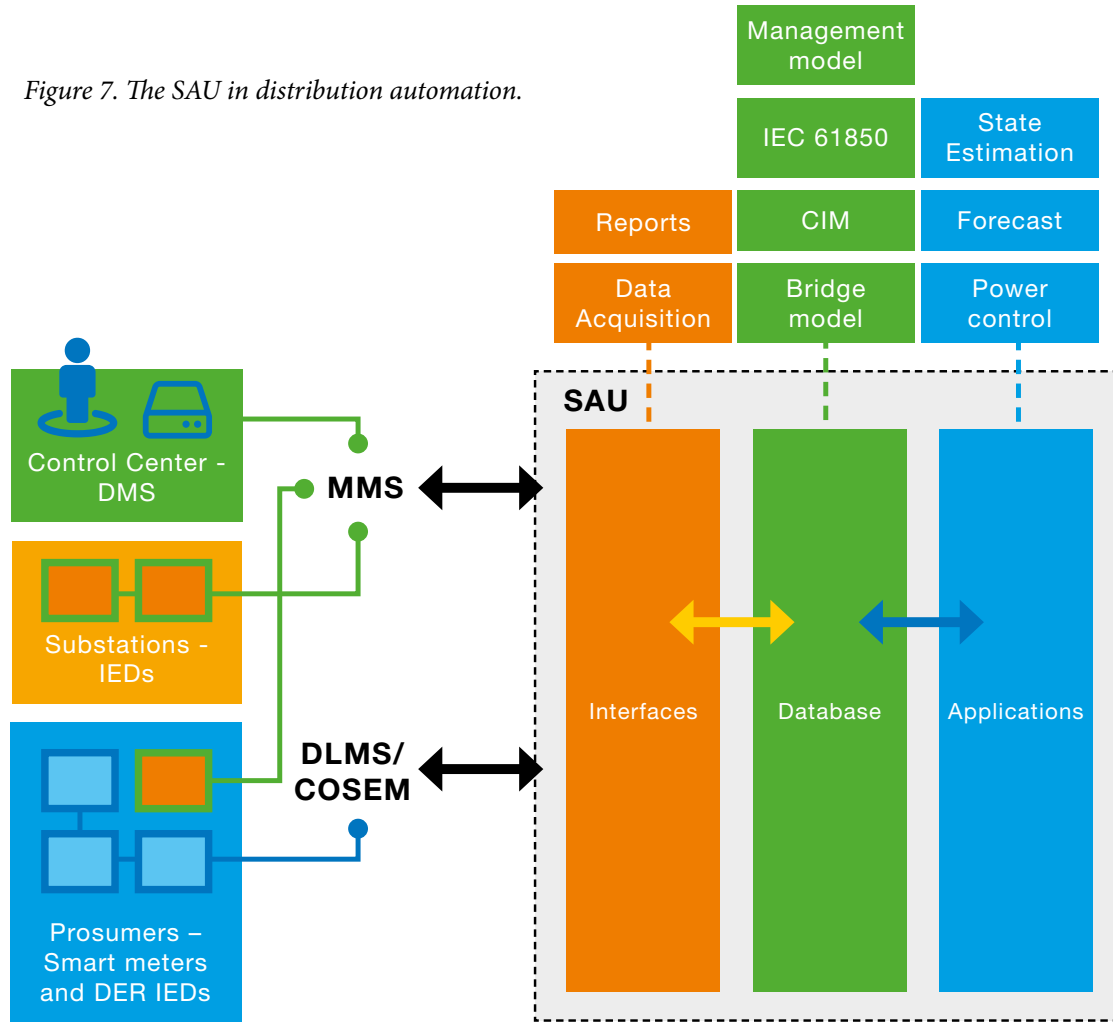 Figure 7. The SAU in distribution automation.
Management
model
IEC 61850
State
Estimation
Reports
CIM
Forecast
Data
Acquisition
Bridge
model
Power
control
Control Center -
DMS
Substations -
IEDs
Prosumers –
Smart meters
and DER IEDs
MMS
DLMS/
COSEM
SAU
Interfaces
Database
Applications